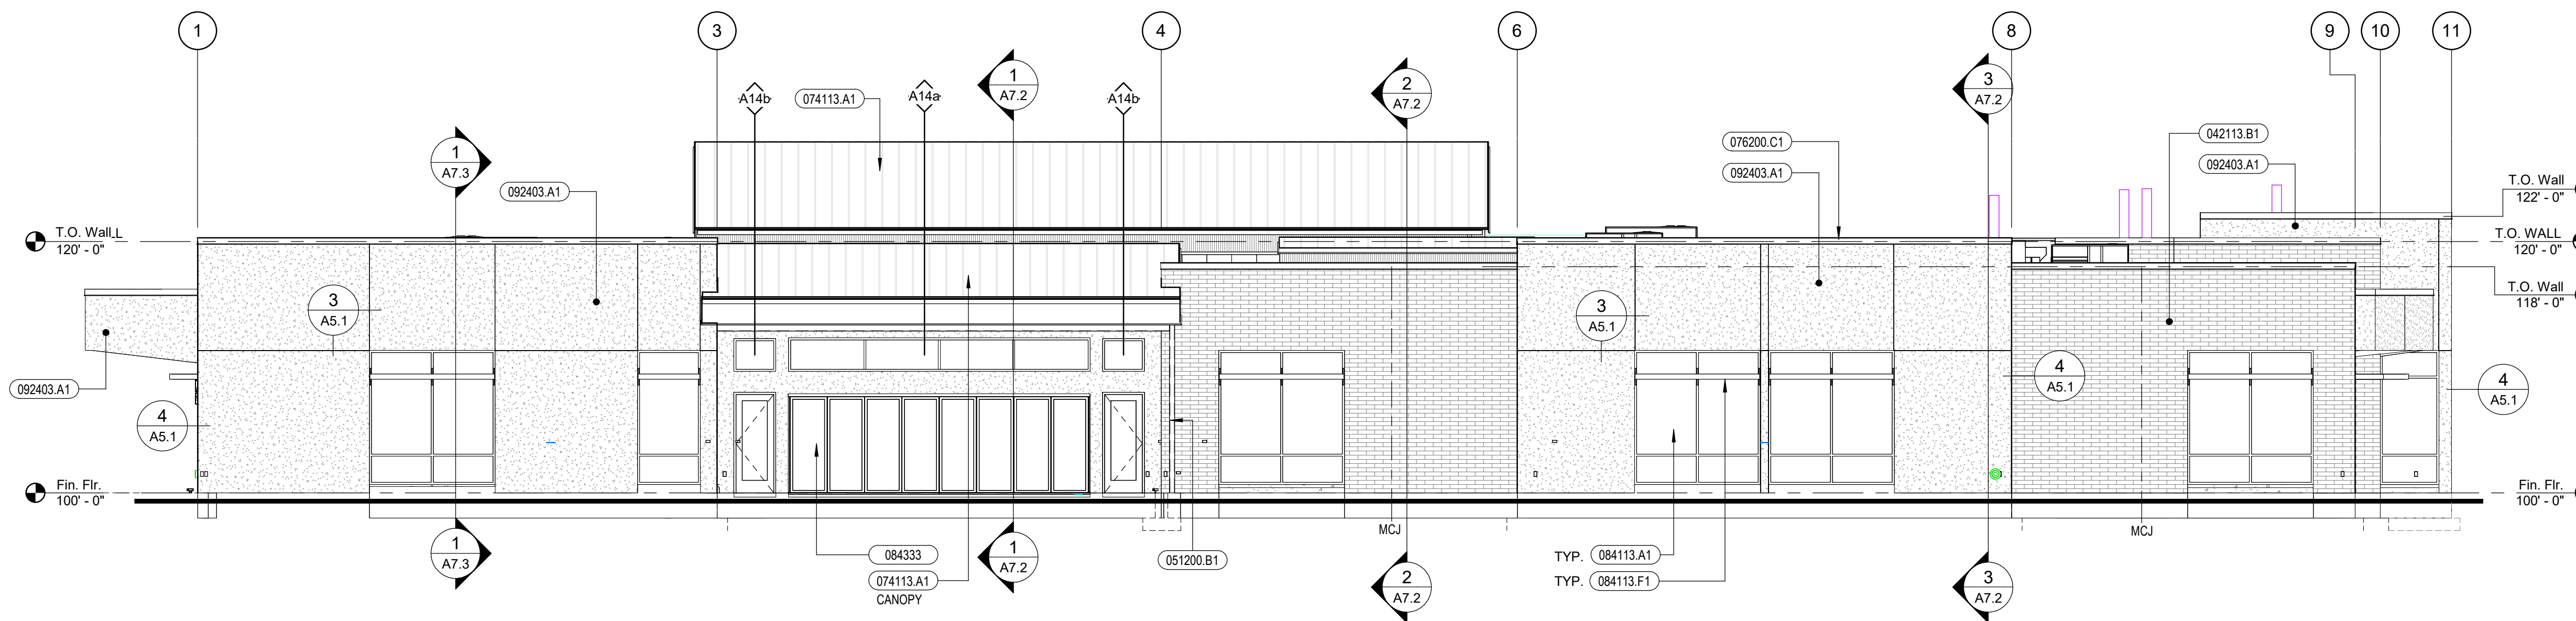 1
3
4
6
8
9
10
11
1
A7.2
2
A7.2
3
A7.2
A14b
074113.A1
A14a
A14b
1
A7.3
092403.A1
076200.C1
092403.A1
042113.B1
092403.A1
T.O. Wall
122' - 0"
T.O. Wall L
120' - 0"
T.O. WALL
120' - 0"
T.O. Wall
118' - 0"
3
A5.1
3
A5.1
092403.A1
4
A5.1
4
A5.1
4
A5.1
Fin. Flr.
100' - 0"
Fin. Flr.
100' - 0"
MCJ
MCJ
1
A7.3
084333
074113.A1
CANOPY
1
A7.2
051200.B1
2
A7.2
TYP. 084113.A1
TYP. 084113.F1
3
A7.2